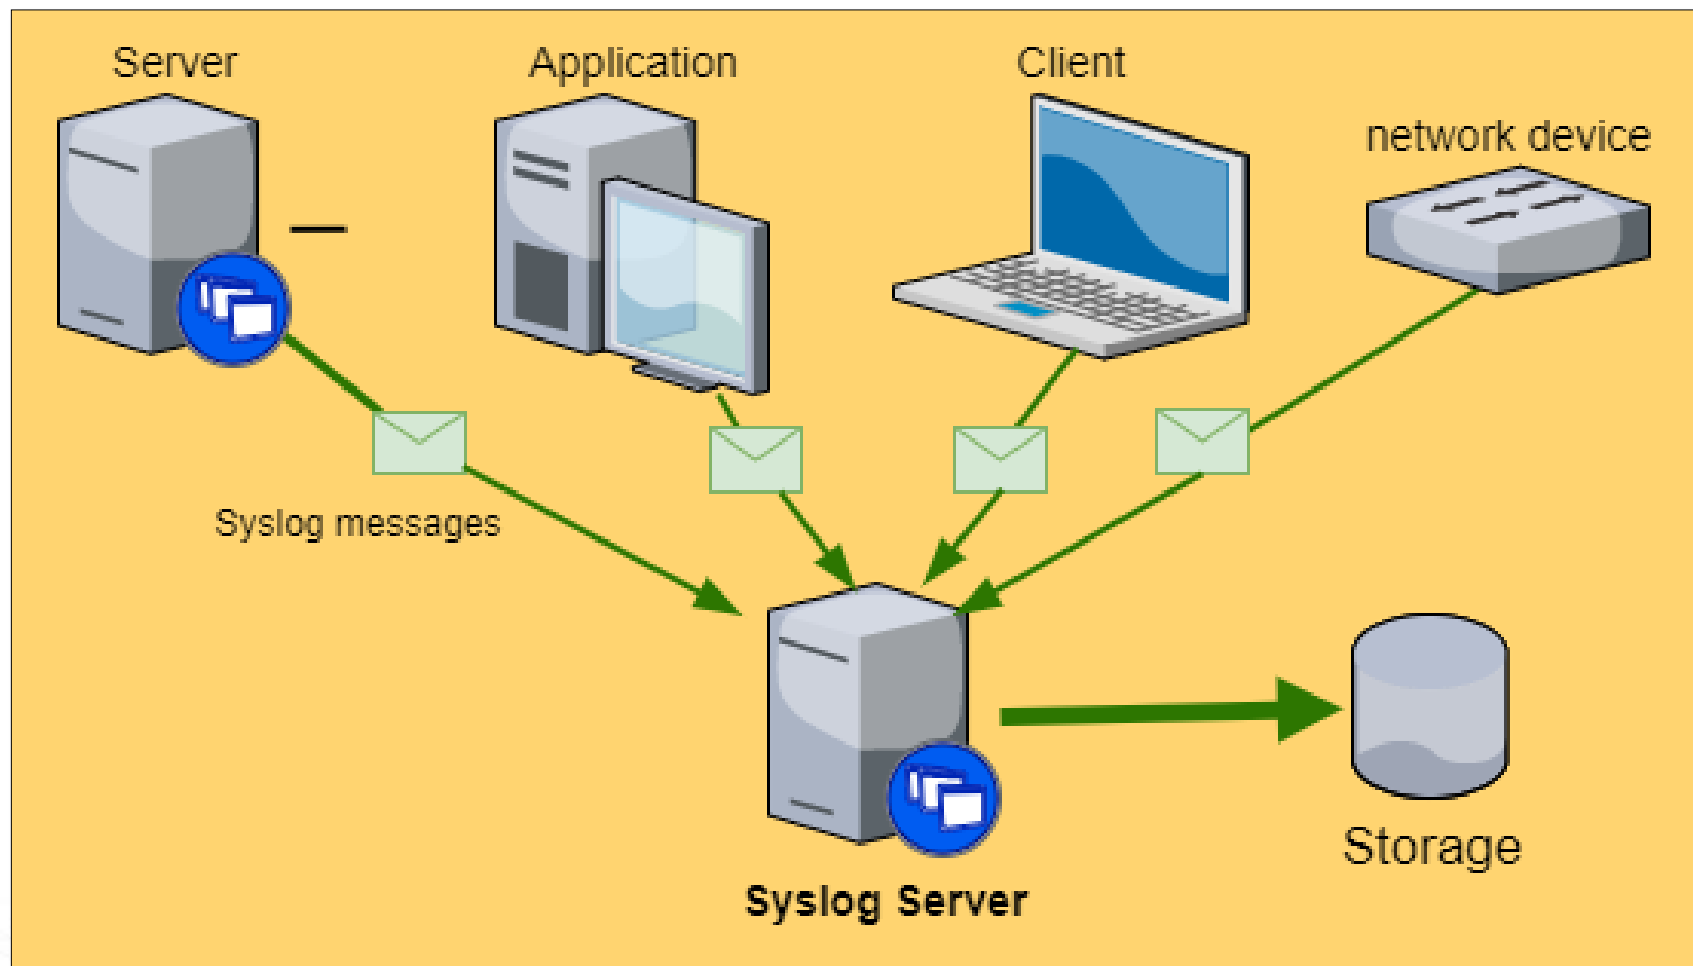 Server
Application
Client
network device
Syslog messages
Storage
Syslog Server